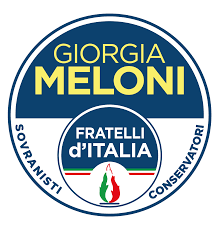 GIORGIA
MELONI
FRATELLI
d'ITALIA
SOVRANISTI
CONSERVATORI